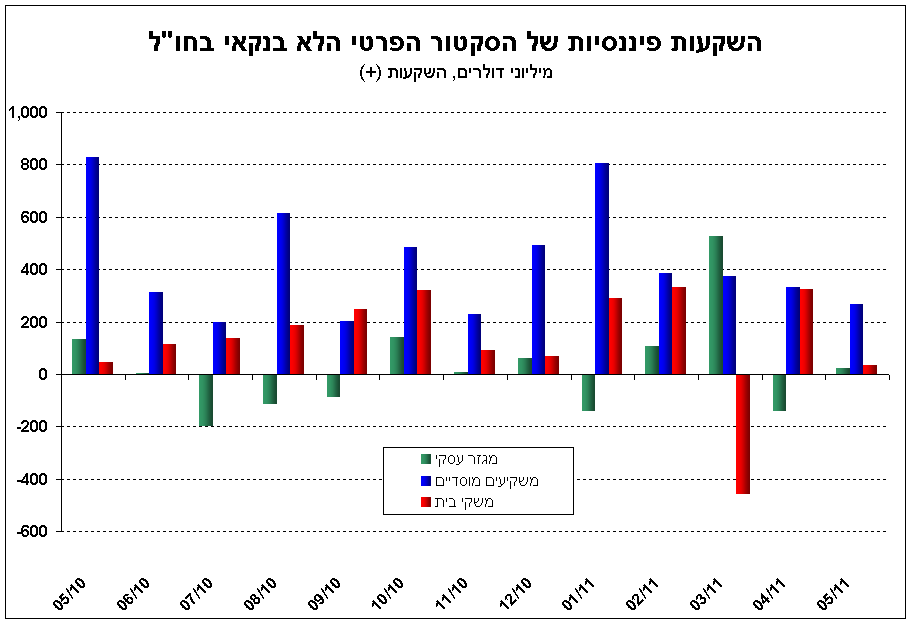 השקעות פיננסיות של הסקטור הפרטי הלא בנקאי בחו"ל
מיליוני דולרים, השקעות (+)
1,000
800
600
400
200
0
-200
-400
-600
מגזר עסקי
משקיעים מוסדיים
משקי בית
05/10 06/10 07/10 08/10 09/10 10/10 11/10 12/10 01/11 02/11 03/11 04/11 05/11